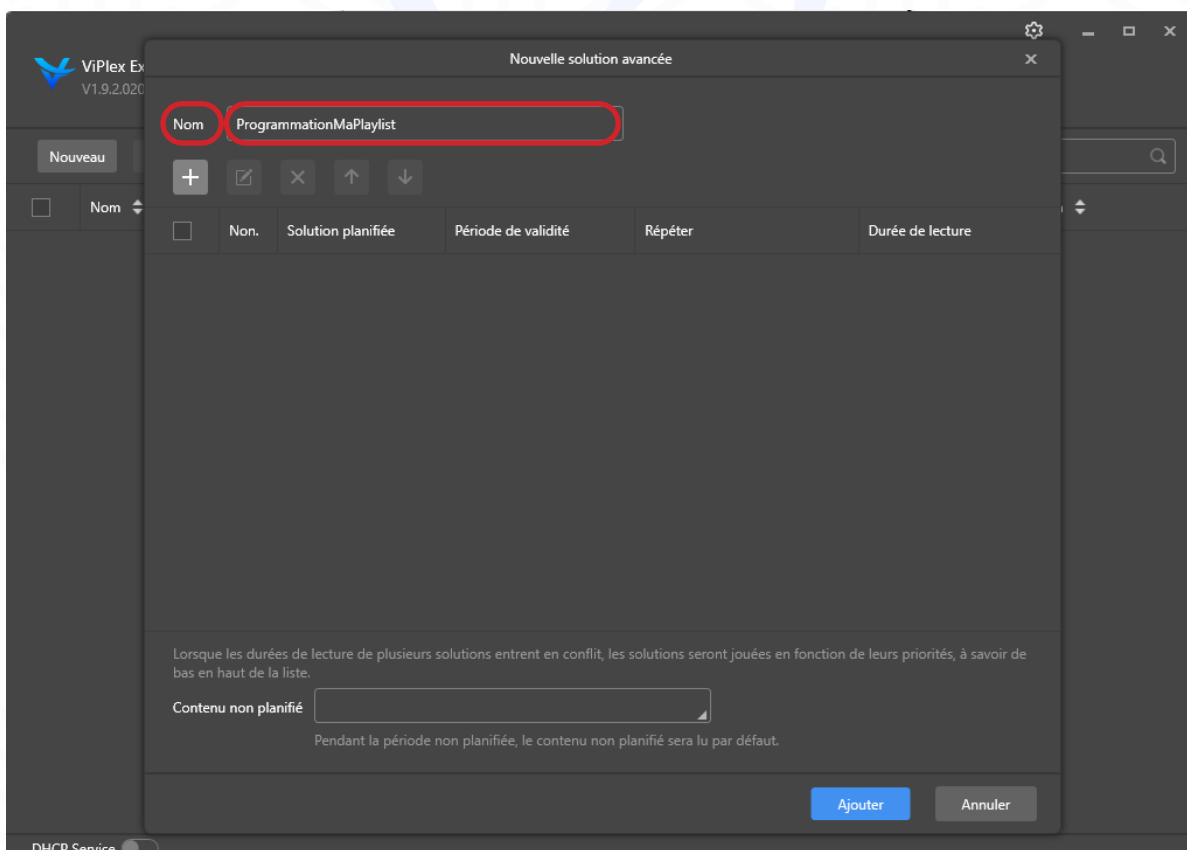 Nouvelle solution avancée
ViPlex Ex
V1.9.2.020
Nom ProgrammationMaPlaylist
Nouveau
Nom
Non. Solution planifiée Période de validité Répéter Durée de lecture
Lorsque les durées de lecture de plusieurs solutions entrent en conflit, les solutions seront jouées en fonction de leurs priorités, à savoir de
bas en haut de la liste.
Contenu non planifié
Pendant la période non planifiée, le contenu non planifié sera lu par défaut.
Ajouter Annuler
DHCP Service